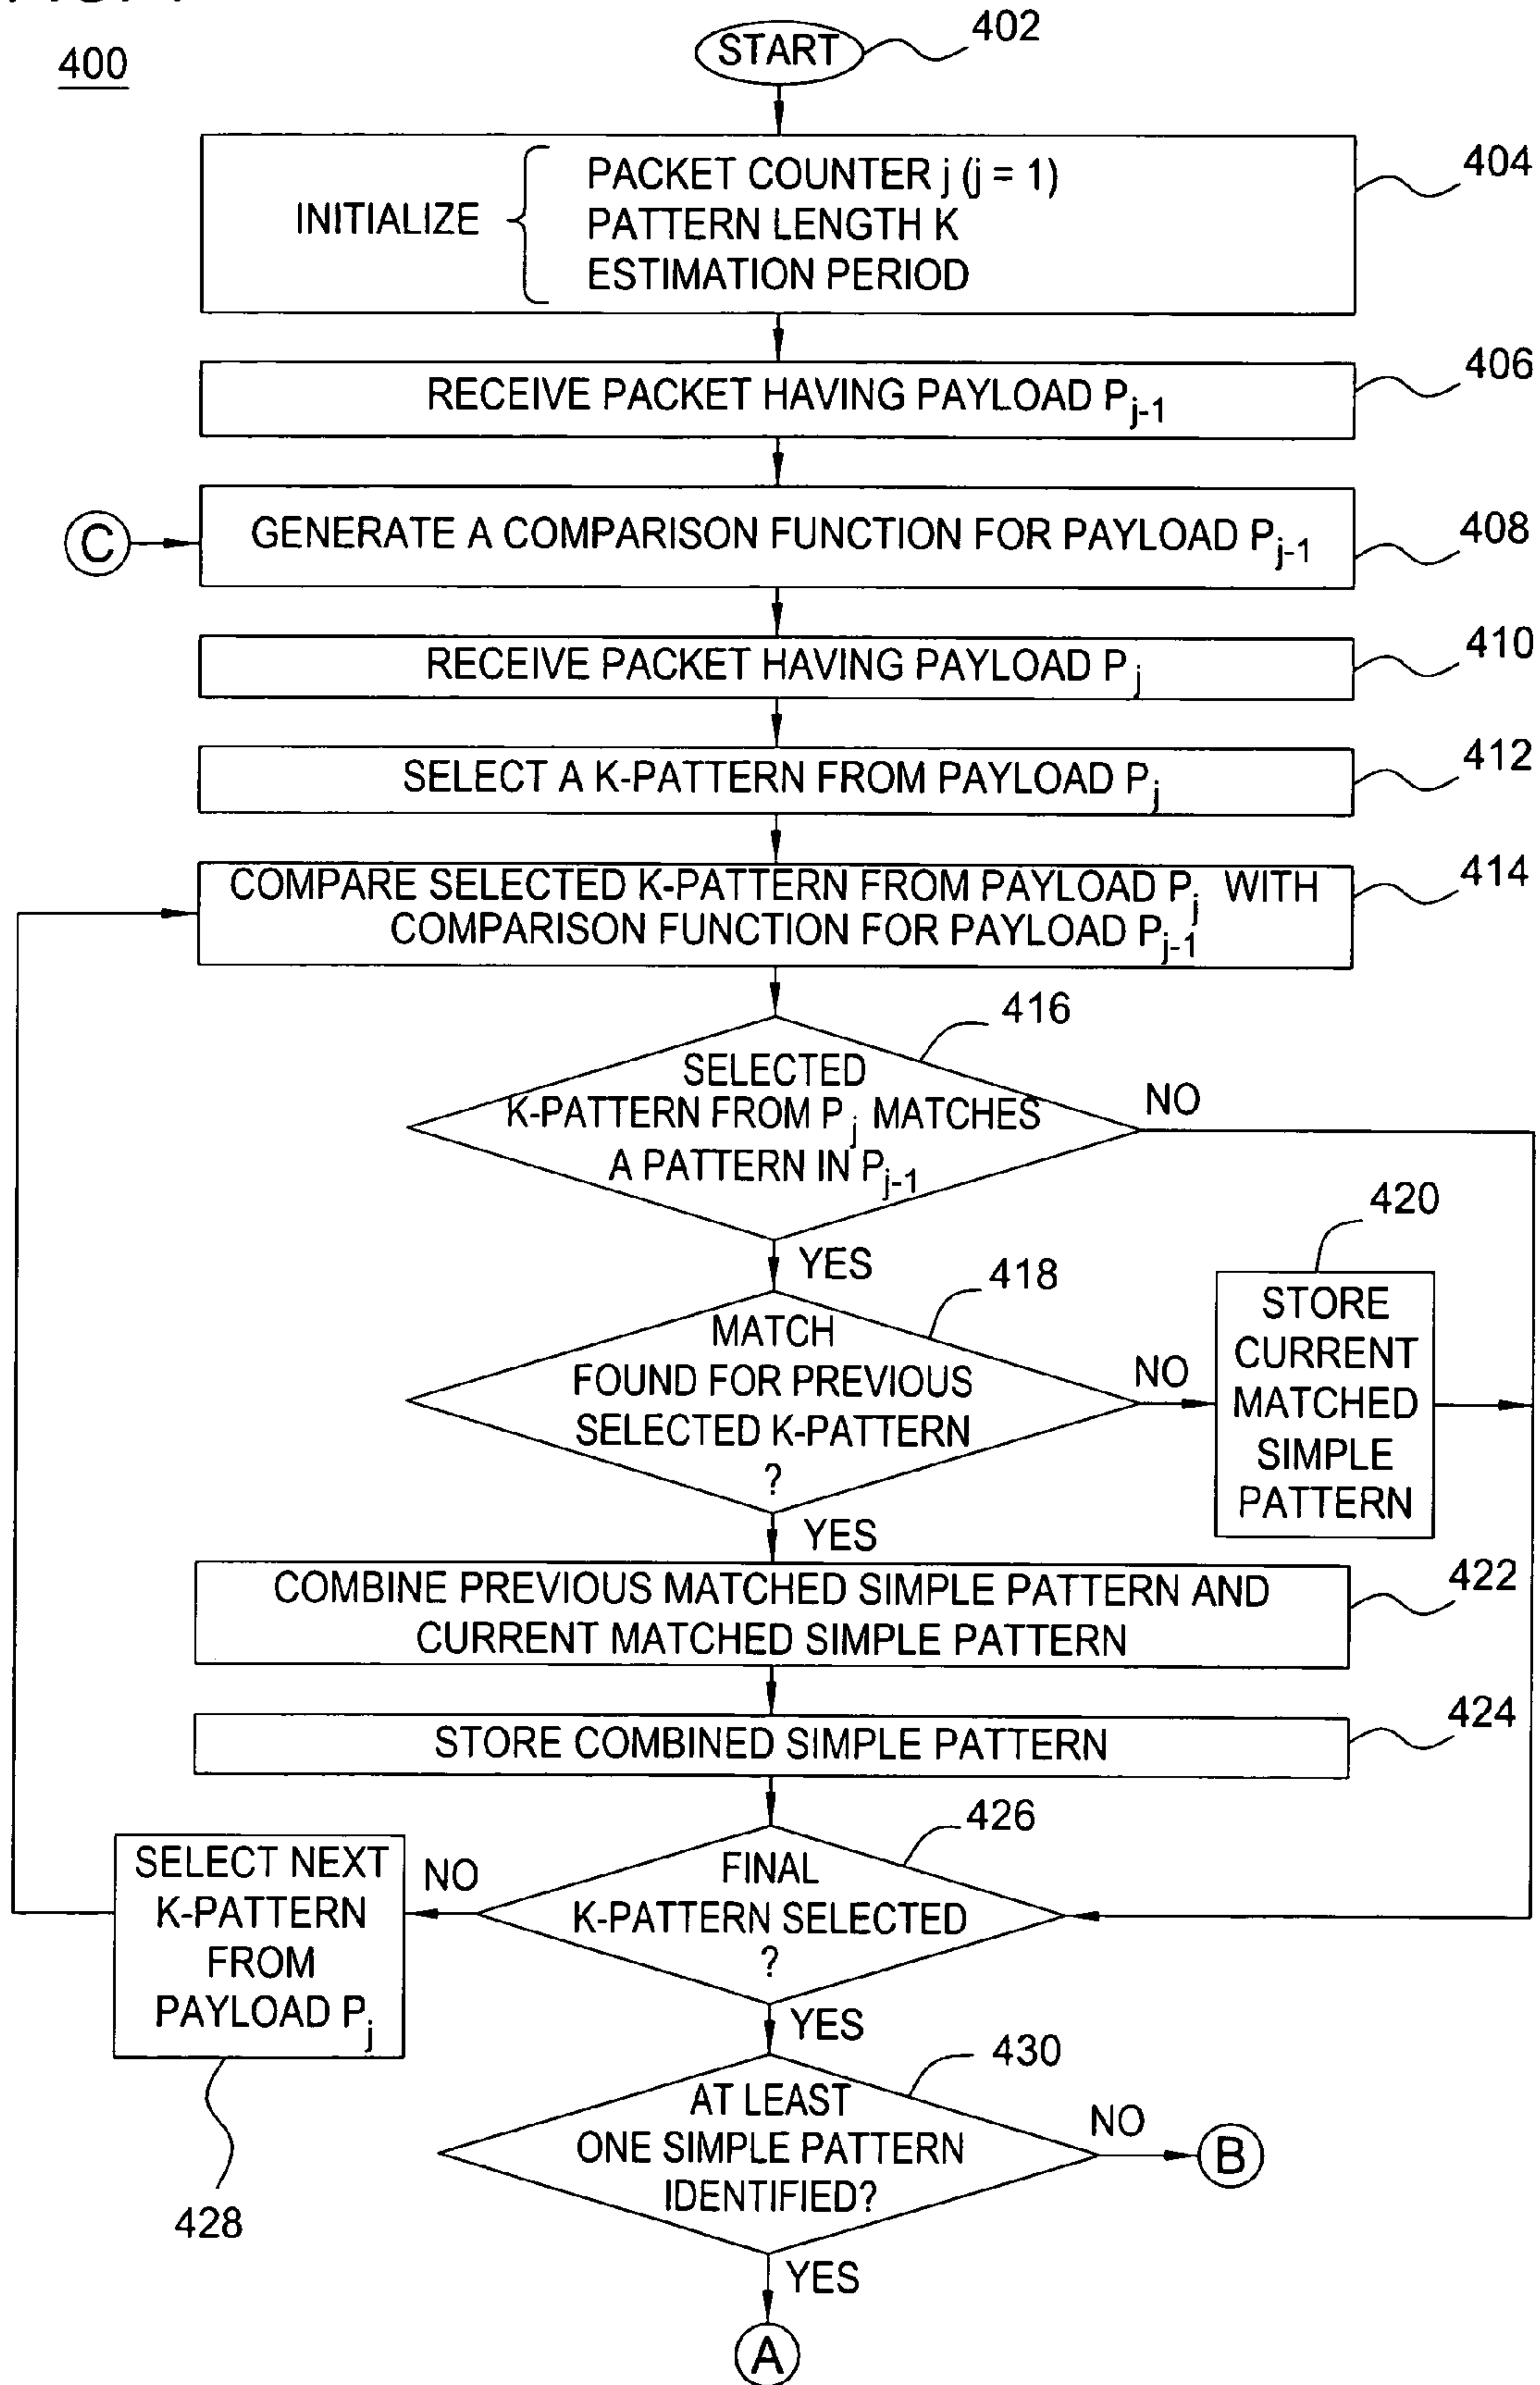 400
START
402
INITIALIZE
PACKET COUNTER j (j = 1)
PATTERN LENGTH K
ESTIMATION PERIOD
404
RECEIVE PACKET HAVING PAYLOAD Pj-1
406
C
GENERATE A COMPARISON FUNCTION FOR PAYLOAD Pj-1
408
RECEIVE PACKET HAVING PAYLOAD Pj
410
SELECT A K-PATTERN FROM PAYLOAD Pj
412
COMPARE SELECTED K-PATTERN FROM PAYLOAD Pj WITH
COMPARISON FUNCTION FOR PAYLOAD Pj-1
414
416
SELECTED
K-PATTERN FROM Pj MATCHES
A PATTERN IN Pj-1
NO
YES
418
MATCH
FOUND FOR PREVIOUS
SELECTED K-PATTERN
?
NO
420
STORE
CURRENT
MATCHED
SIMPLE
PATTERN
YES
COMBINE PREVIOUS MATCHED SIMPLE PATTERN AND
CURRENT MATCHED SIMPLE PATTERN
422
STORE COMBINED SIMPLE PATTERN
424
426
FINAL
K-PATTERN SELECTED
?
NO
SELECT NEXT
K-PATTERN
FROM
PAYLOAD Pj
428
YES
430
AT LEAST
ONE SIMPLE PATTERN
IDENTIFIED?
NO
B
YES
A